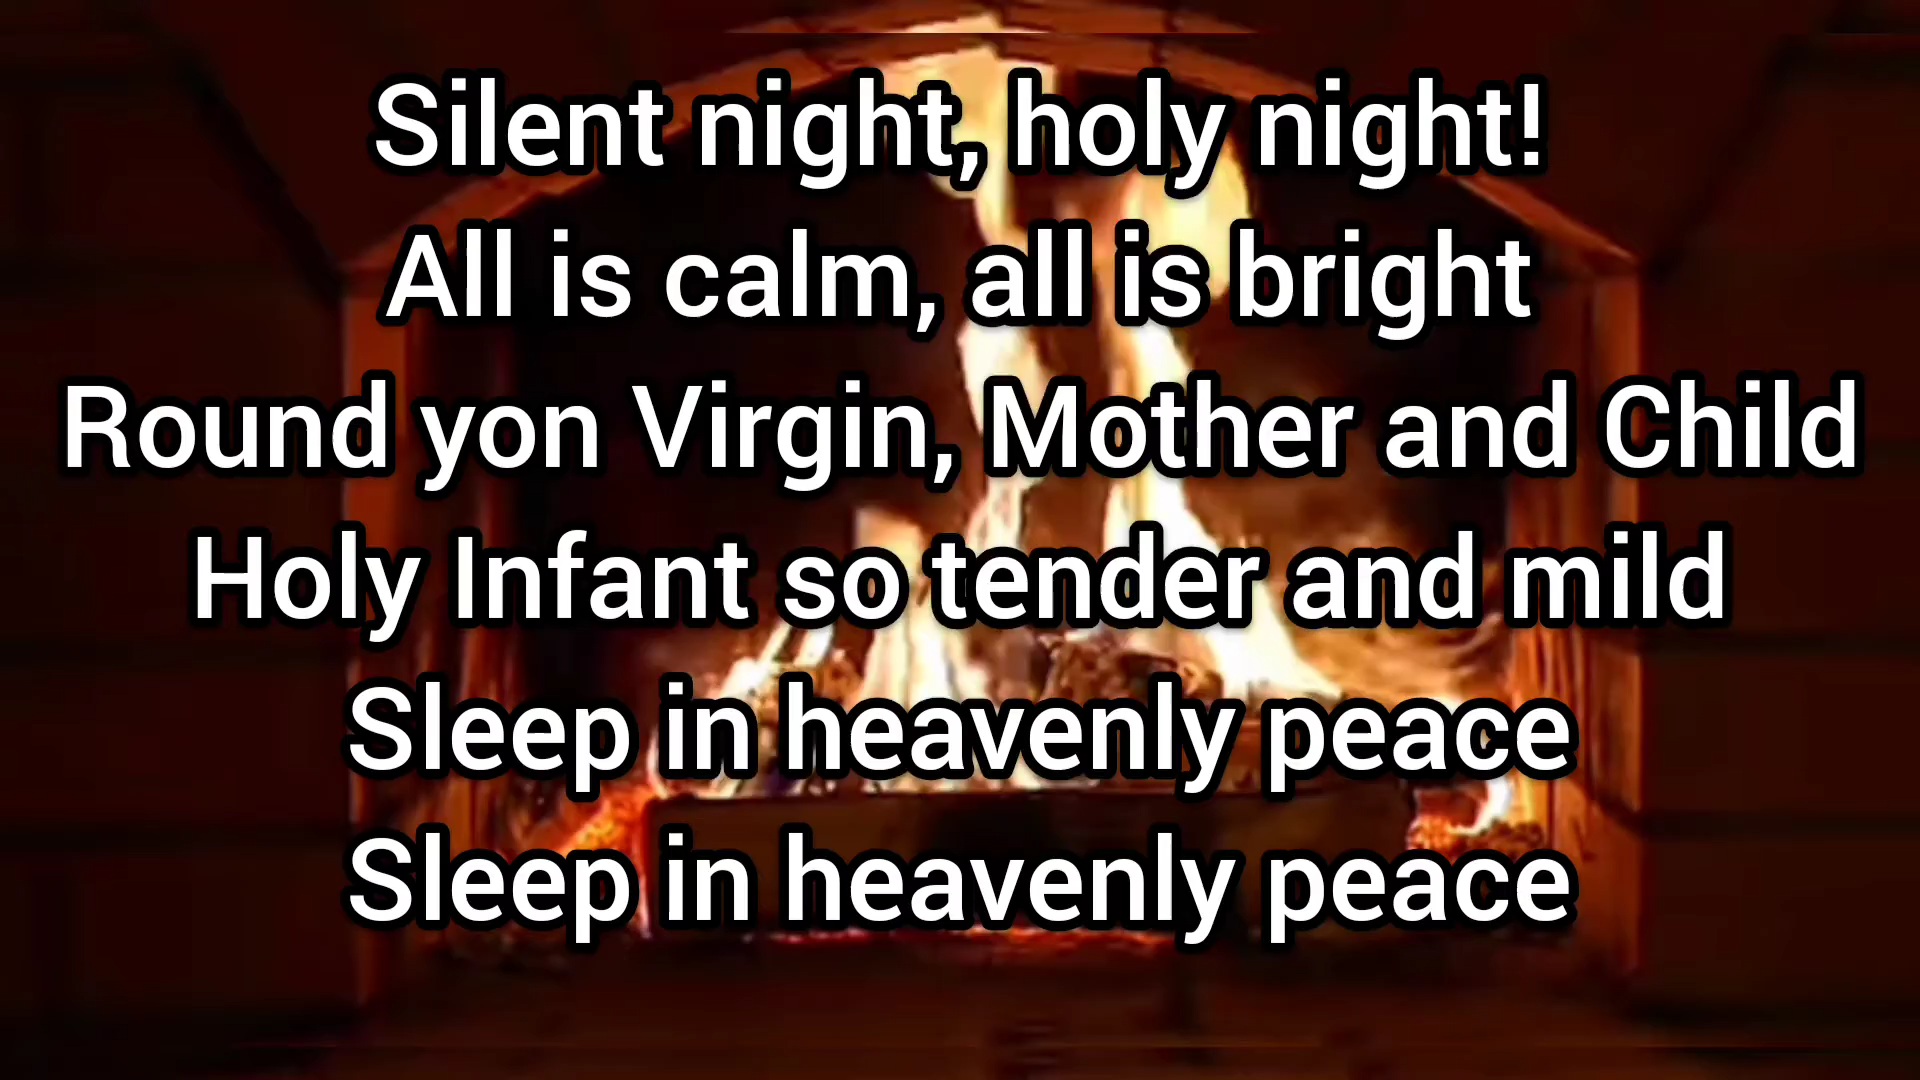 Silent night, holy night!
All is calm, all is bright
Round yon Virgin, Mother and Child
Holy Infant so tender and mild
Sleep in heavenly peace
Sleep in heavenly peace